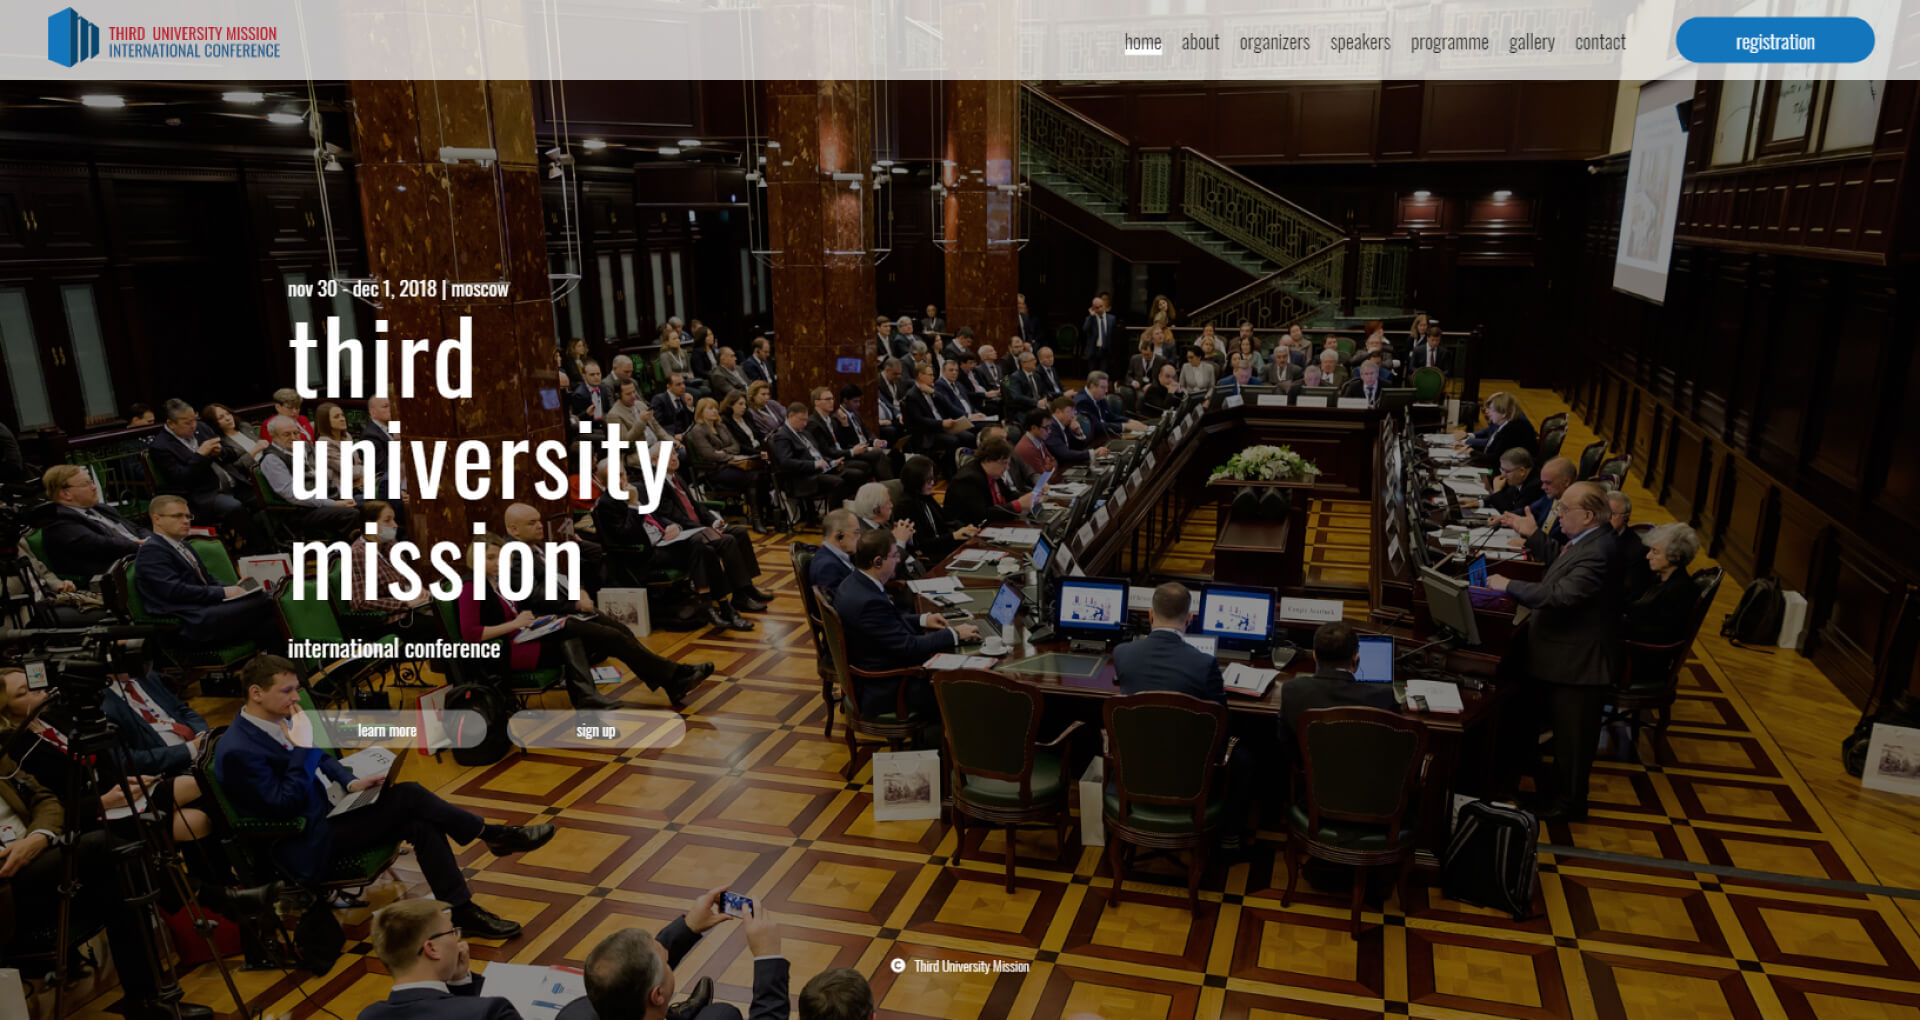 THIRD UNIVERSITY MISSION
INTERNATIONAL CONFERENCE
home about organizers speakers programme gallery contact
registration
nov 30 - dec 1, 2018 | moscow
third
university
mission
international conference
learn more sign up
© Third University Mission